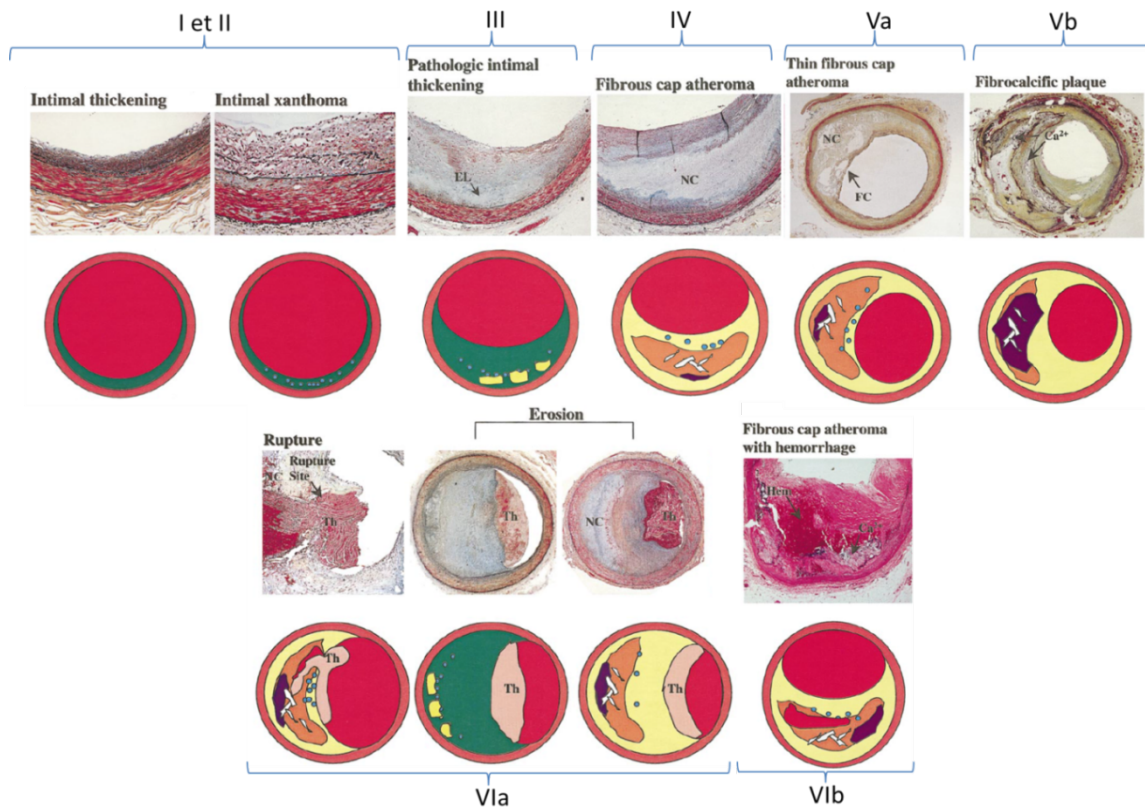 I et II
III
IV
Va
Vb
Intimal thickening
Intimal xanthoma
Pathologic intimal
thickening
Fibrous cap atheroma
Thin fibrous cap
atheroma
Fibrocalcific plaque
EL
NC
NC
FC
Ca²⁺
Erosion
Rupture
Rupture
Site
Th
Th
NC
Th
Fibrous cap atheroma
with hemorrhage
Hem
Th
Th
Th
VIa
VIb